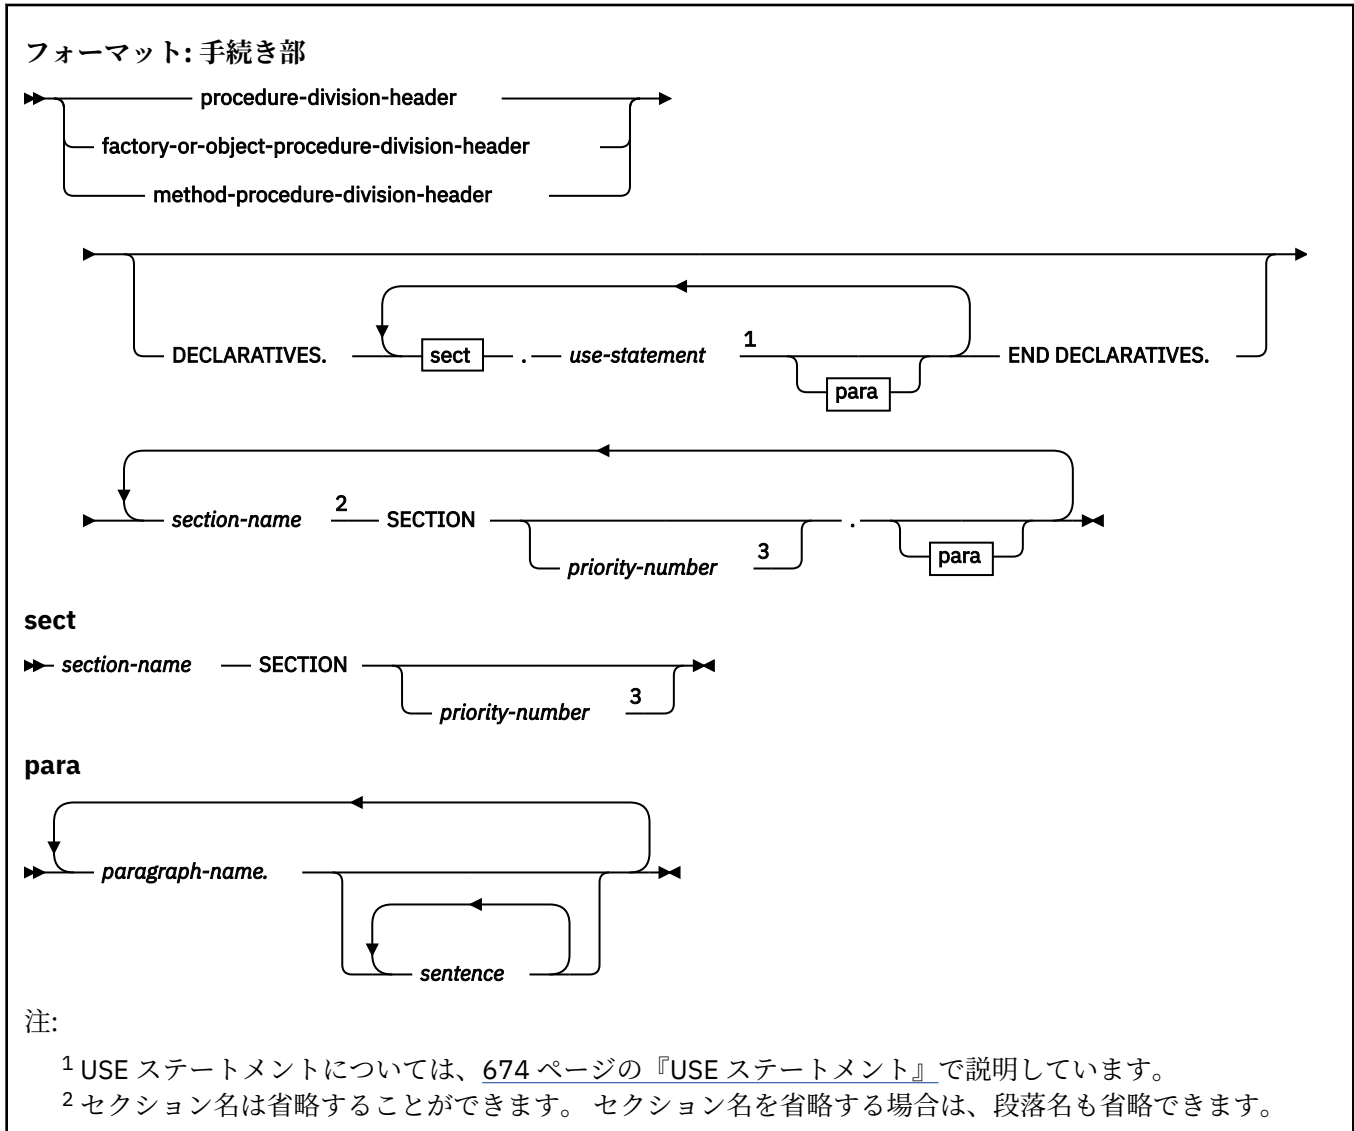 フォーマット: 手続き部
procedure-division-header
factory-or-object-procedure-division-header
method-procedure-division-header
DECLARATIVES. sect . use-statement 1 para END DECLARATIVES.
section-name 2 SECTION priority-number 3 . para
sect
section-name SECTION priority-number 3
para
paragraph-name.
sentence
注:
1 USE ステートメントについては、674 ページの『USE ステートメント』で説明しています。
2 セクション名は省略することができます。 セクション名を省略する場合は、段落名も省略できます。